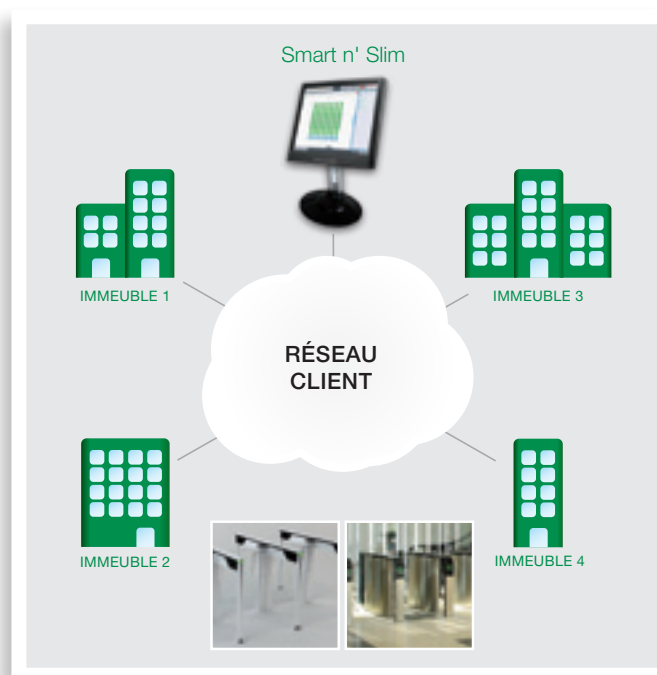 Smart n' Slim
IMMEUBLE 1
IMMEUBLE 3
RÉSEAU
CLIENT
IMMEUBLE 2
IMMEUBLE 4